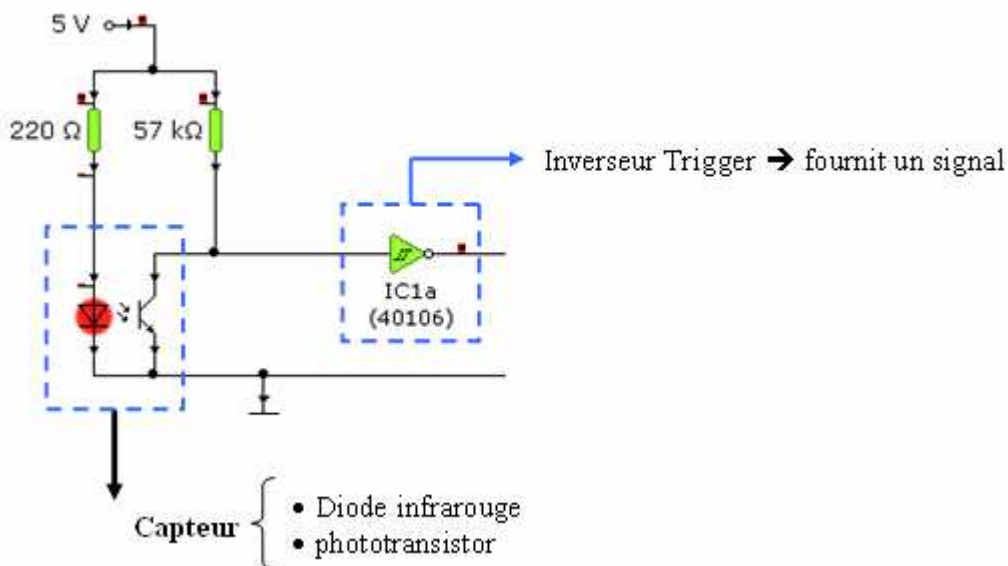 5 V
220 Ω
57 kΩ
Inverseur Trigger ➔ fournit un signal
IC1a
(40106)
Capteur
• Diode infrarouge
• phototransistor